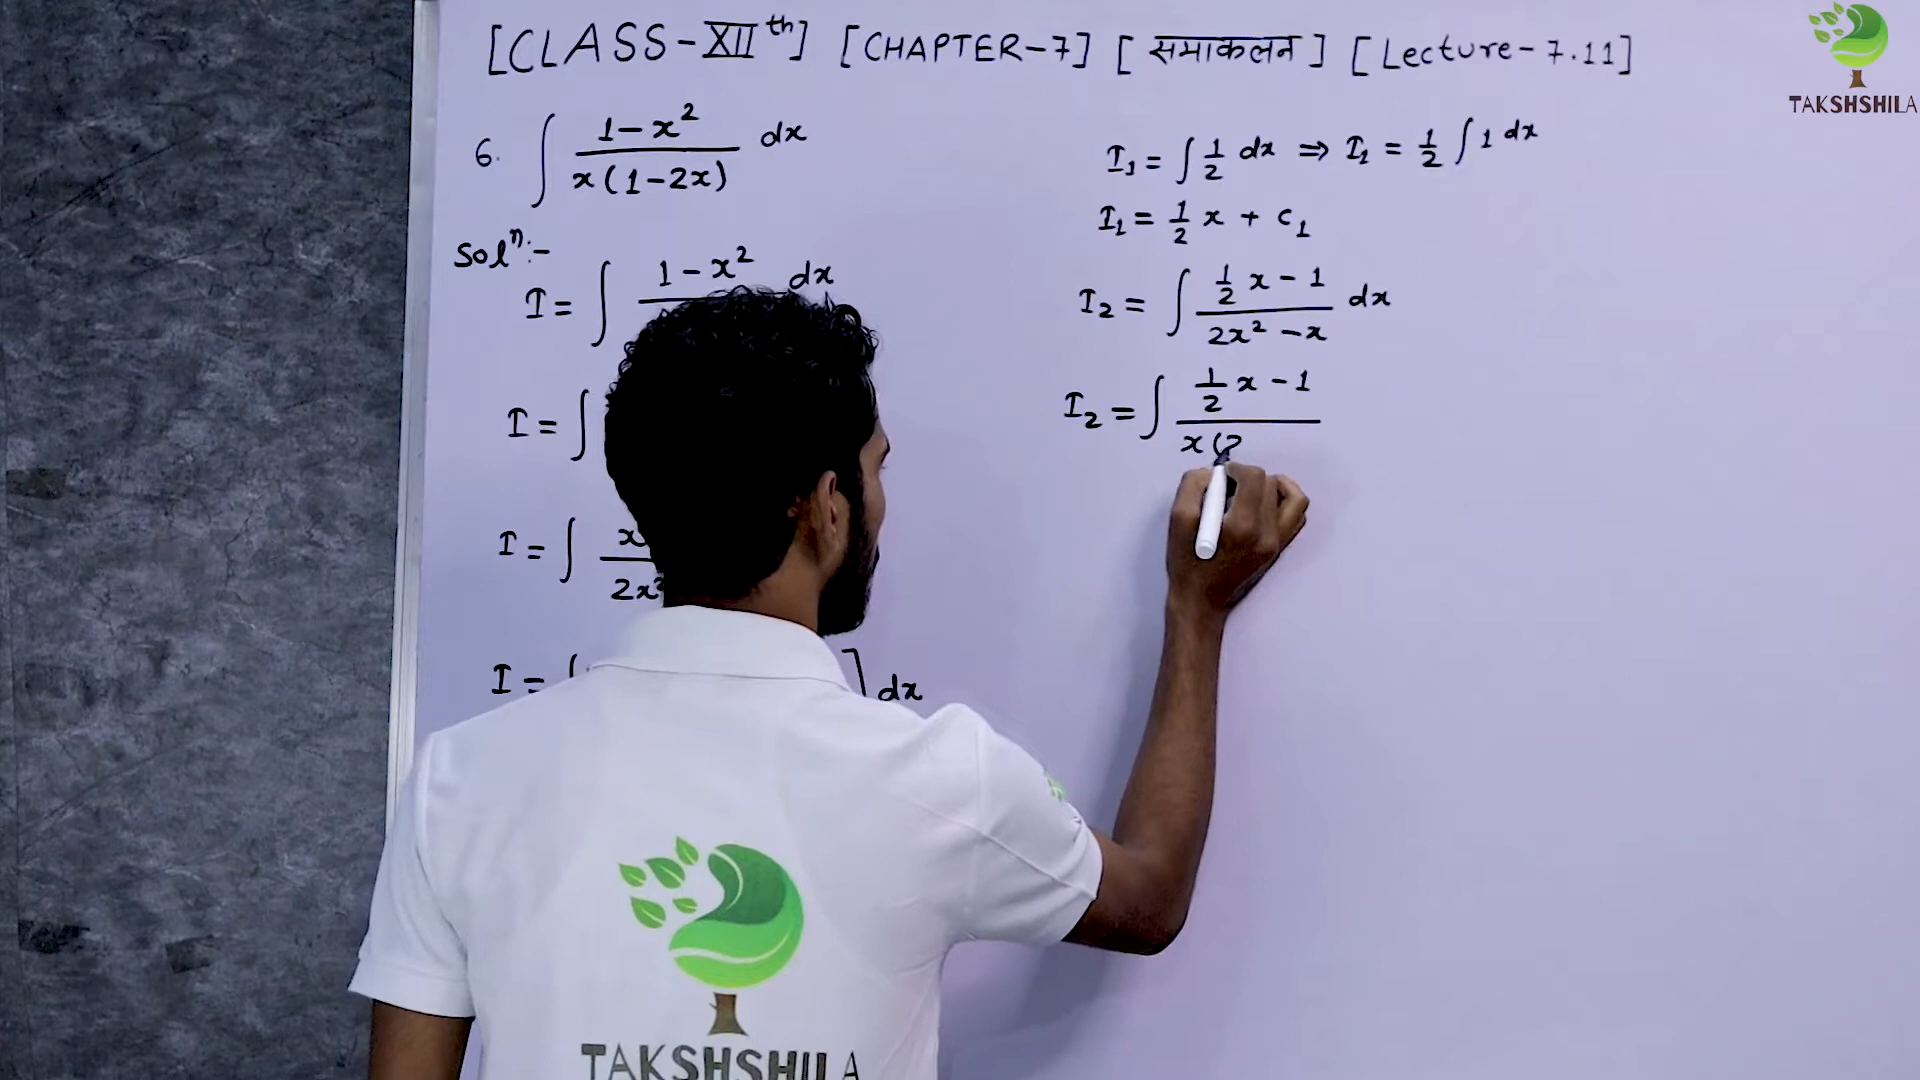 [CLASS-XIIth] [CHAPTER-7] [समाकलन] [Lecture-7.11]
TAKSHSHILA
6. ∫ (1-x²)/(x(1-2x)) dx
Solⁿ:-
I = ∫ 1-x² dx
I = ∫
I = ∫ x / 2x²
I = ] dx
I₁ = ∫ 1/2 dx ⇒ I₁ = 1/2 ∫ 1 dx
I₁ = 1/2 x + c₁
I₂ = ∫ (1/2 x - 1)/(2x² - x) dx
I₂ = ∫ (1/2 x - 1)/(x(2
TAKSHSHILA